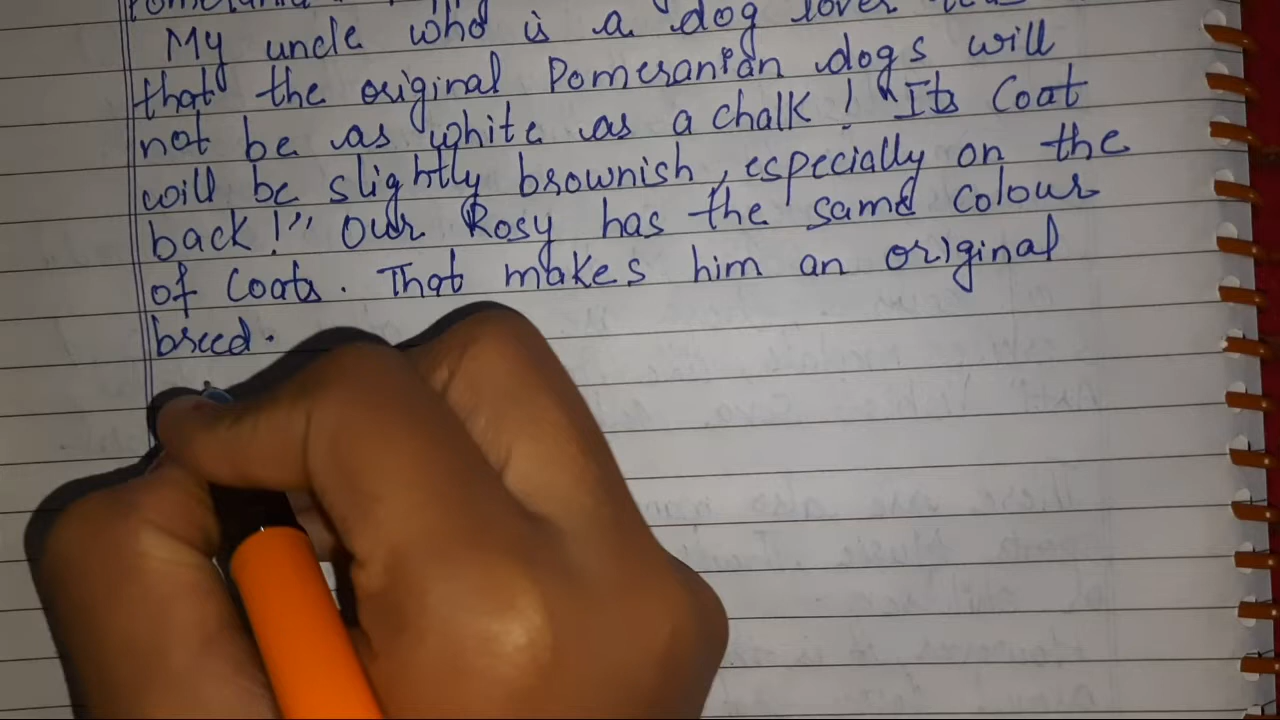 My uncle who is a dog lover
that the original Pomeranian dogs will
not be as white as a chalk! "Its Coat
will be slightly brownish, especially on the
back!" Our Rosy has the same colour
of Coats. That makes him an original
breed.